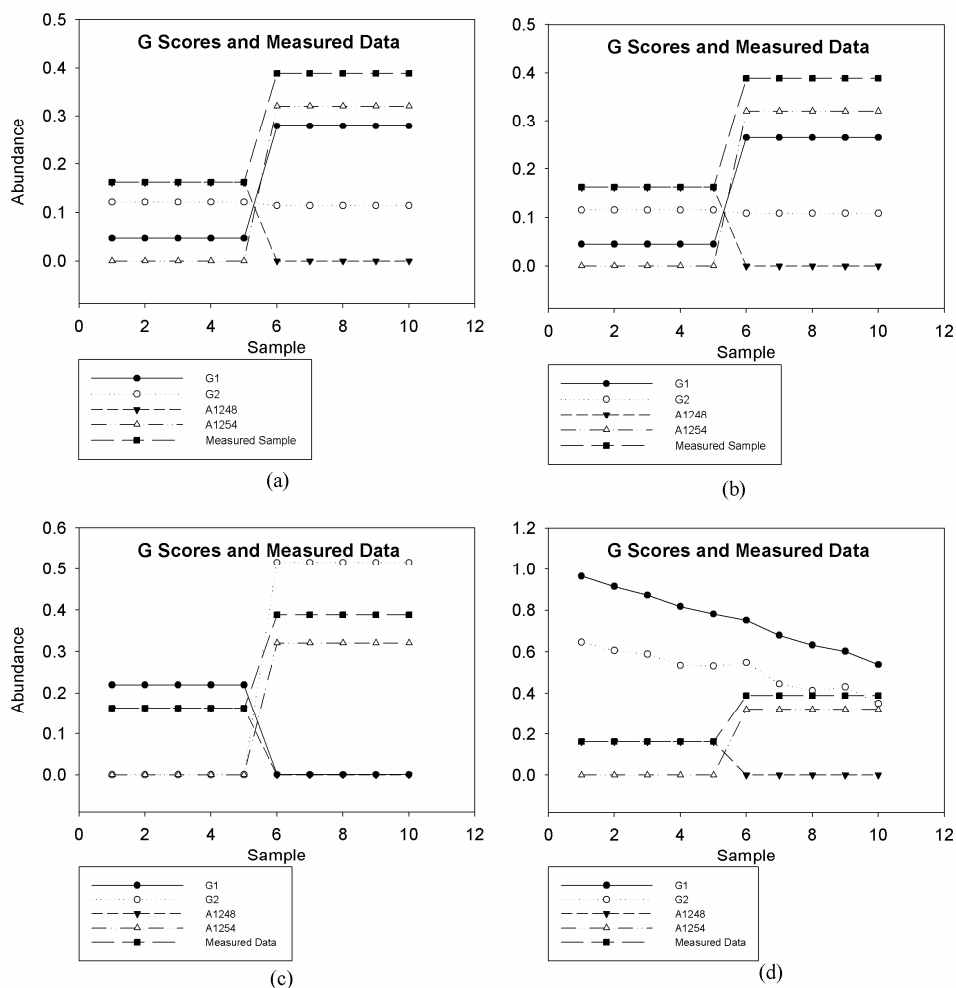 G Scores and Measured Data
0.5
0.4
0.3
0.2
0.1
0.0
Abundance
0 2 4 6 8 10 12
Sample
G1
G2
A1248
A1254
Measured Sample
(a)
G Scores and Measured Data
0.5
0.4
0.3
0.2
0.1
0.0
0 2 4 6 8 10 12
Sample
G1
G2
A1248
A1254
Measured Sample
(b)
G Scores and Measured Data
0.6
0.5
0.4
0.3
0.2
0.1
0.0
Abundance
0 2 4 6 8 10 12
Sample
G1
G2
A1248
A1254
Measured Data
(c)
G Scores and Measured Data
1.2
1.0
0.8
0.6
0.4
0.2
0.0
0 2 4 6 8 10 12
Sample
G1
G2
A1248
A1254
Measured Data
(d)